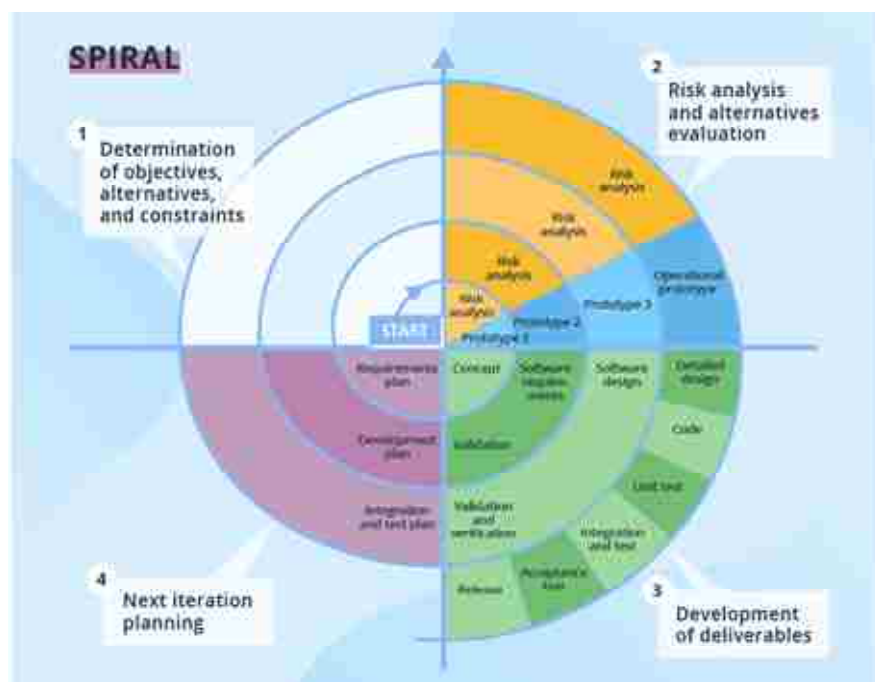 SPIRAL
1
Determination
of objectives,
alternatives,
and constraints
2
Risk analysis
and alternatives
evaluation
Risk
analysis
Risk
analysis
Risk
analysis
Risk
analysis
START
Operational
prototype
Prototype 3
Prototype 2
Prototype 1
Requirements
plan
Concept
Software
require-
ments
Software
design
Detailed
design
Code
Development
plan
Validation
Unit test
Integration
and test plan
Validation
and
verification
Integration
and test
Acceptance
test
Release
4
Next iteration
planning
3
Development
of deliverables